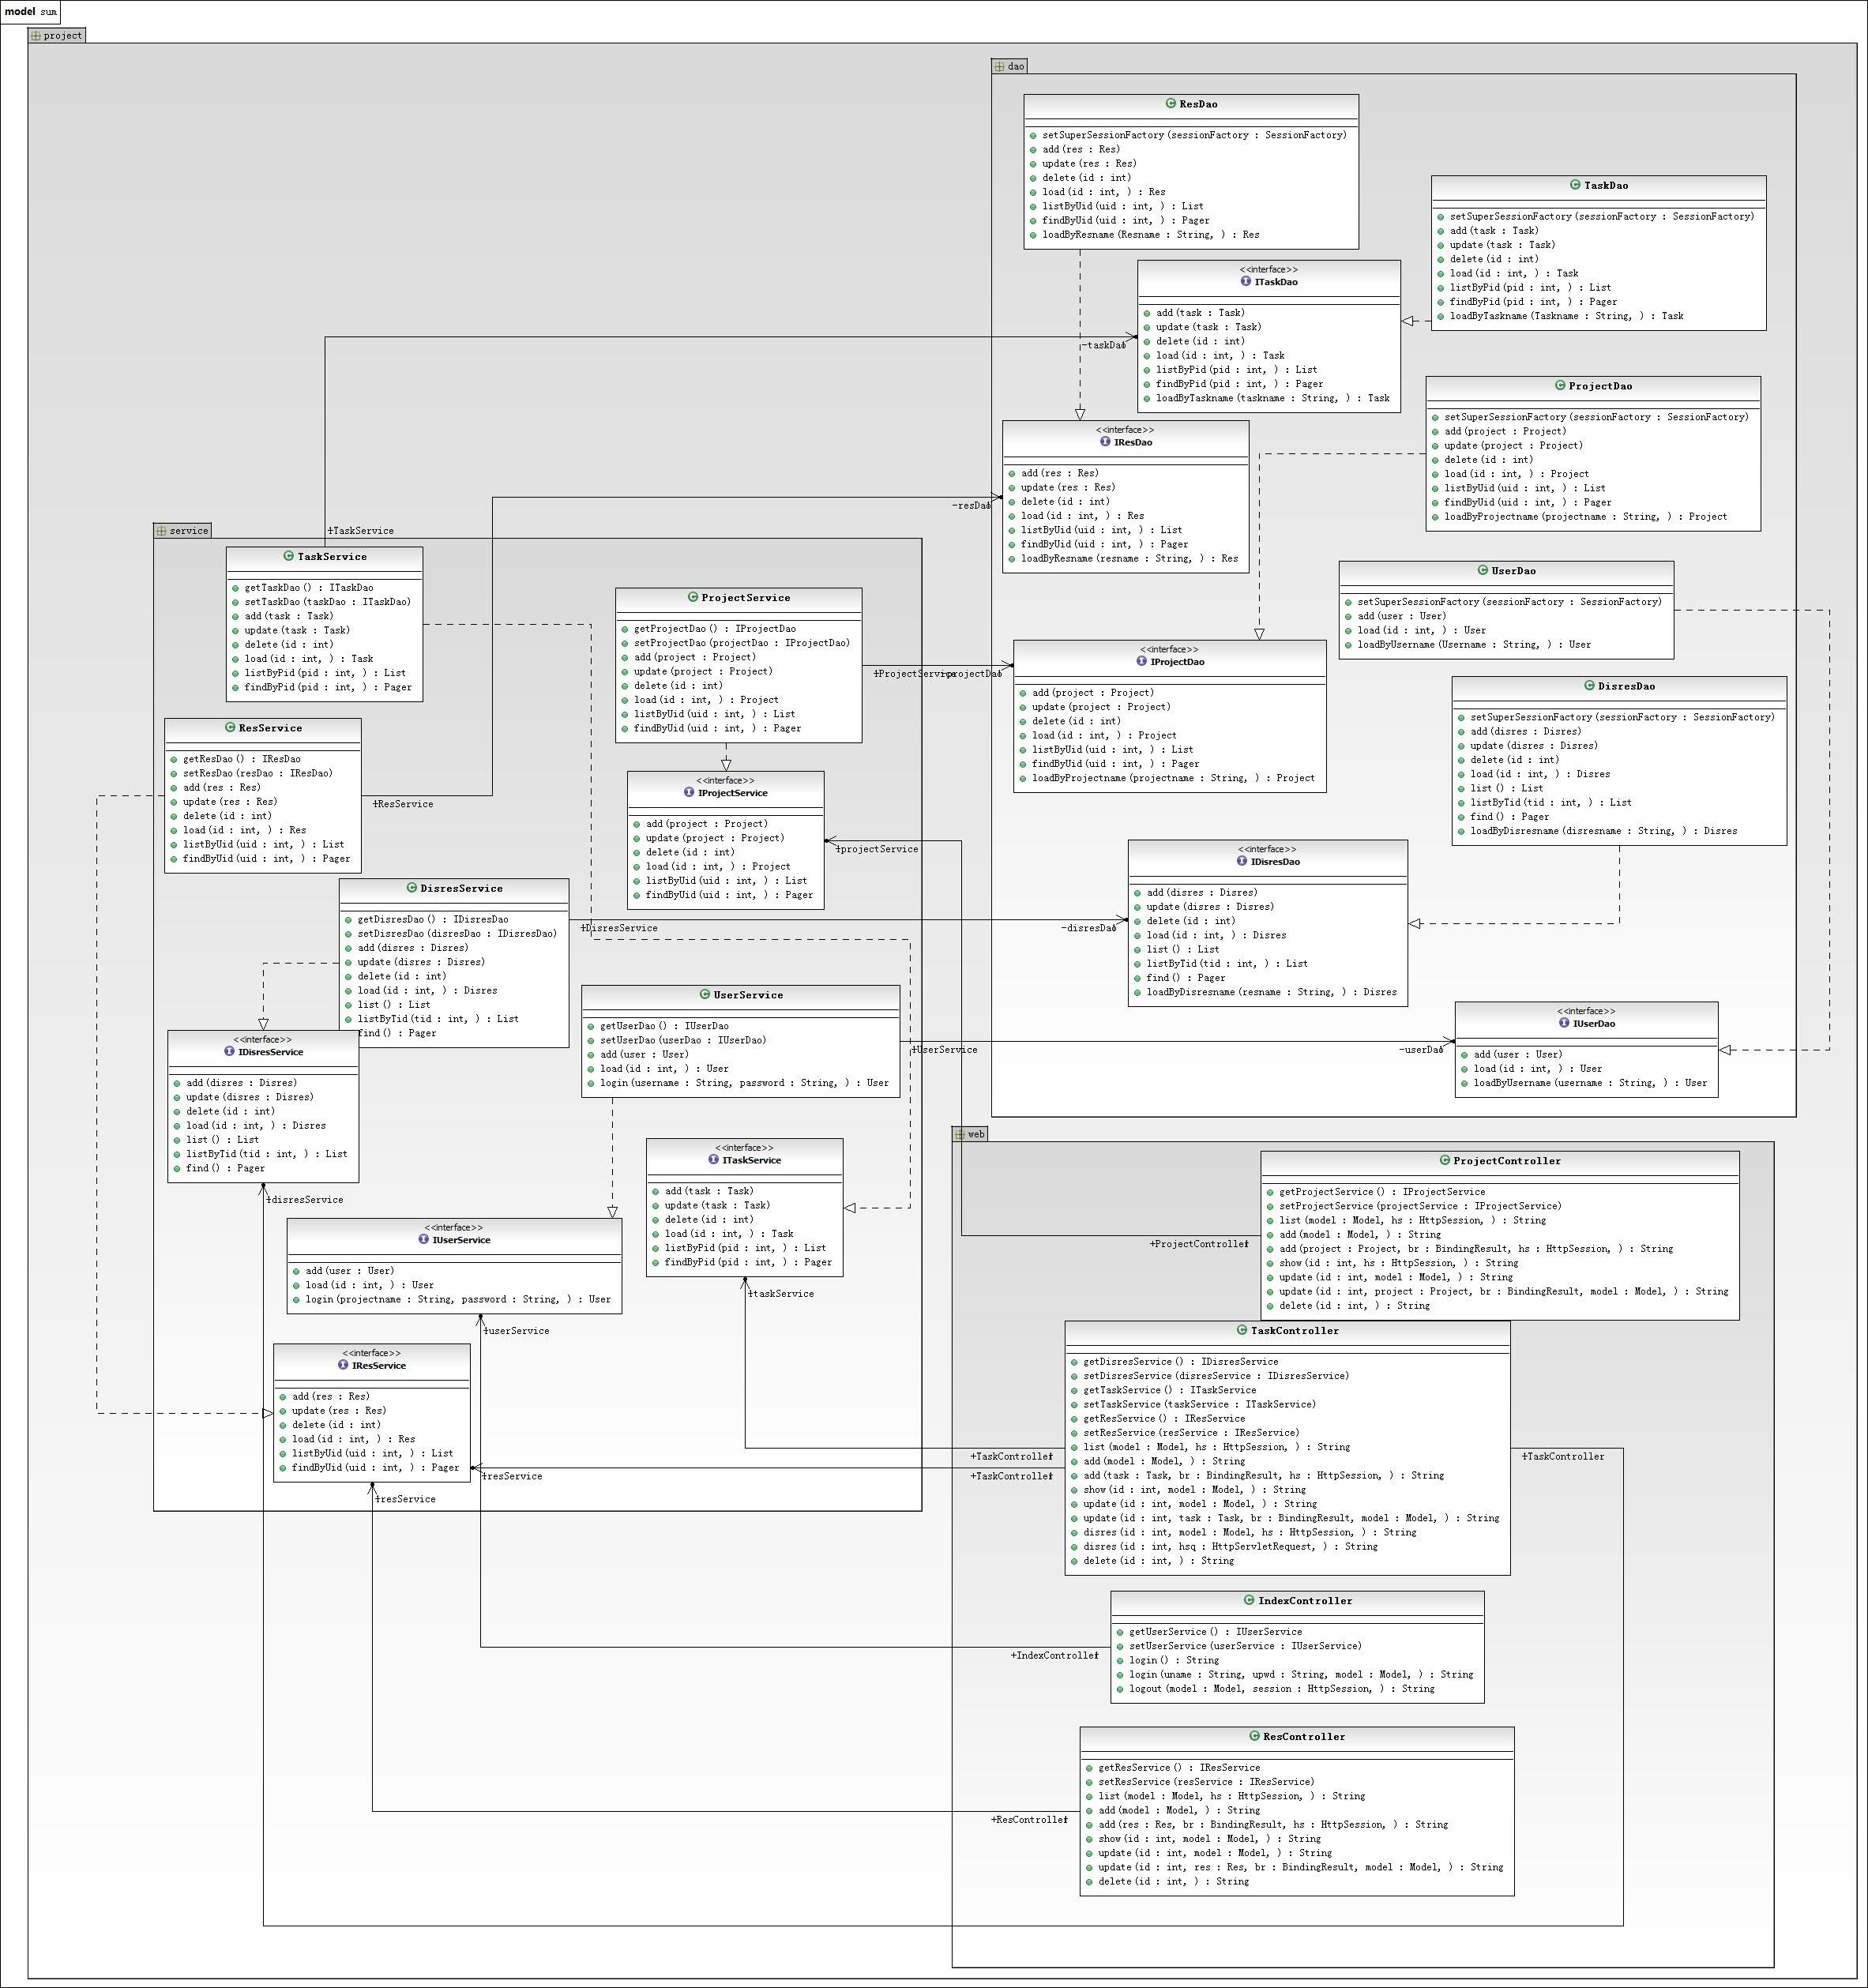 model sum
project
dao
ResDao
setSuperSessionFactory(sessionFactory : SessionFactory)
add(res : Res)
update(res : Res)
delete(id : int)
load(id : int, ) : Res
listByUid(uid : int, ) : List
findByUid(uid : int, ) : Pager
loadByResname(Resname : String, ) : Res
TaskDao
setSuperSessionFactory(sessionFactory : SessionFactory)
add(task : Task)
update(task : Task)
delete(id : int)
load(id : int, ) : Task
listByPid(pid : int, ) : List
findByPid(pid : int, ) : Pager
loadByTaskname(Taskname : String, ) : Task
<<interface>>
ITaskDao
add(task : Task)
update(task : Task)
delete(id : int)
load(id : int, ) : Task
listByPid(pid : int, ) : List
findByPid(pid : int, ) : Pager
loadByTaskname(taskname : String, ) : Task
-taskDao
ProjectDao
setSuperSessionFactory(sessionFactory : SessionFactory)
add(project : Project)
update(project : Project)
delete(id : int)
load(id : int, ) : Project
listByUid(uid : int, ) : List
findByUid(uid : int, ) : Pager
loadByProjectname(projectname : String, ) : Project
<<interface>>
IResDao
add(res : Res)
update(res : Res)
delete(id : int)
load(id : int, ) : Res
listByUid(uid : int, ) : List
findByUid(uid : int, ) : Pager
loadByResname(resname : String, ) : Res
-resDao
service
+TaskService
TaskService
getTaskDao() : ITaskDao
setTaskDao(taskDao : ITaskDao)
add(task : Task)
update(task : Task)
delete(id : int)
load(id : int, ) : Task
listByPid(pid : int, ) : List
findByPid(pid : int, ) : Pager
ProjectService
getProjectDao() : IProjectDao
setProjectDao(projectDao : IProjectDao)
add(project : Project)
update(project : Project)
delete(id : int)
load(id : int, ) : Project
listByUid(uid : int, ) : List
findByUid(uid : int, ) : Pager
+ProjectService
-projectDao
UserDao
setSuperSessionFactory(sessionFactory : SessionFactory)
add(user : User)
load(id : int, ) : User
loadByUsername(Username : String, ) : User
<<interface>>
IProjectDao
add(project : Project)
update(project : Project)
delete(id : int)
load(id : int, ) : Project
listByUid(uid : int, ) : List
findByUid(uid : int, ) : Pager
loadByProjectname(projectname : String, ) : Project
DisresDao
setSuperSessionFactory(sessionFactory : SessionFactory)
add(disres : Disres)
update(disres : Disres)
delete(id : int)
load(id : int, ) : Disres
list() : List
listByTid(tid : int, ) : List
find() : Pager
loadByDisresname(disresname : String, ) : Disres
ResService
getResDao() : IResDao
setResDao(resDao : IResDao)
add(res : Res)
update(res : Res)
delete(id : int)
load(id : int, ) : Res
listByUid(uid : int, ) : List
findByUid(uid : int, ) : Pager
+ResService
<<interface>>
IProjectService
add(project : Project)
update(project : Project)
delete(id : int)
load(id : int, ) : Project
listByUid(uid : int, ) : List
findByUid(uid : int, ) : Pager
+projectService
<<interface>>
IDisresDao
add(disres : Disres)
update(disres : Disres)
delete(id : int)
load(id : int, ) : Disres
list() : List
listByTid(tid : int, ) : List
find() : Pager
loadByDisresname(resname : String, ) : Disres
DisresService
getDisresDao() : IDisresDao
setDisresDao(disresDao : IDisresDao)
add(disres : Disres)
update(disres : Disres)
delete(id : int)
load(id : int, ) : Disres
list() : List
listByTid(tid : int, ) : List
find() : Pager
+DisresService
-disresDao
UserService
getUserDao() : IUserDao
setUserDao(userDao : IUserDao)
add(user : User)
load(id : int, ) : User
login(username : String, password : String, ) : User
+UserService
-userDao
<<interface>>
IUserDao
add(user : User)
load(id : int, ) : User
loadByUsername(username : String, ) : User
<<interface>>
IDisresService
add(disres : Disres)
update(disres : Disres)
delete(id : int)
load(id : int, ) : Disres
list() : List
listByTid(tid : int, ) : List
find() : Pager
+disresService
<<interface>>
ITaskService
add(task : Task)
update(task : Task)
delete(id : int)
load(id : int, ) : Task
listByPid(pid : int, ) : List
findByPid(pid : int, ) : Pager
+taskService
<<interface>>
IUserService
add(user : User)
load(id : int, ) : User
login(projectname : String, password : String, ) : User
+userService
<<interface>>
IResService
add(res : Res)
update(res : Res)
delete(id : int)
load(id : int, ) : Res
listByUid(uid : int, ) : List
findByUid(uid : int, ) : Pager
+resService
+resService
web
ProjectController
getProjectService() : IProjectService
setProjectService(projectService : IProjectService)
list(model : Model, hs : HttpSession, ) : String
add(model : Model, ) : String
add(project : Project, br : BindingResult, hs : HttpSession, ) : String
show(id : int, hs : HttpSession, ) : String
update(id : int, model : Model, ) : String
update(id : int, project : Project, br : BindingResult, model : Model, ) : String
delete(id : int, ) : String
+ProjectController
TaskController
getDisresService() : IDisresService
setDisresService(disresService : IDisresService)
getTaskService() : ITaskService
setTaskService(taskService : ITaskService)
getResService() : IResService
setResService(resService : IResService)
list(model : Model, hs : HttpSession, ) : String
add(model : Model, ) : String
add(task : Task, br : BindingResult, hs : HttpSession, ) : String
show(id : int, model : Model, ) : String
update(id : int, model : Model, ) : String
update(id : int, task : Task, br : BindingResult, model : Model, ) : String
disres(id : int, model : Model, hs : HttpSession, ) : String
disres(id : int, hsq : HttpServletRequest, ) : String
delete(id : int, ) : String
+TaskController
+TaskController
+TaskController
IndexController
getUserService() : IUserService
setUserService(userService : IUserService)
login() : String
login(uname : String, upwd : String, model : Model, ) : String
logout(model : Model, session : HttpSession, ) : String
+IndexController
ResController
getResService() : IResService
setResService(resService : IResService)
list(model : Model, hs : HttpSession, ) : String
add(model : Model, ) : String
add(res : Res, br : BindingResult, hs : HttpSession, ) : String
show(id : int, model : Model, ) : String
update(id : int, model : Model, ) : String
update(id : int, res : Res, br : BindingResult, model : Model, ) : String
delete(id : int, ) : String
+ResController